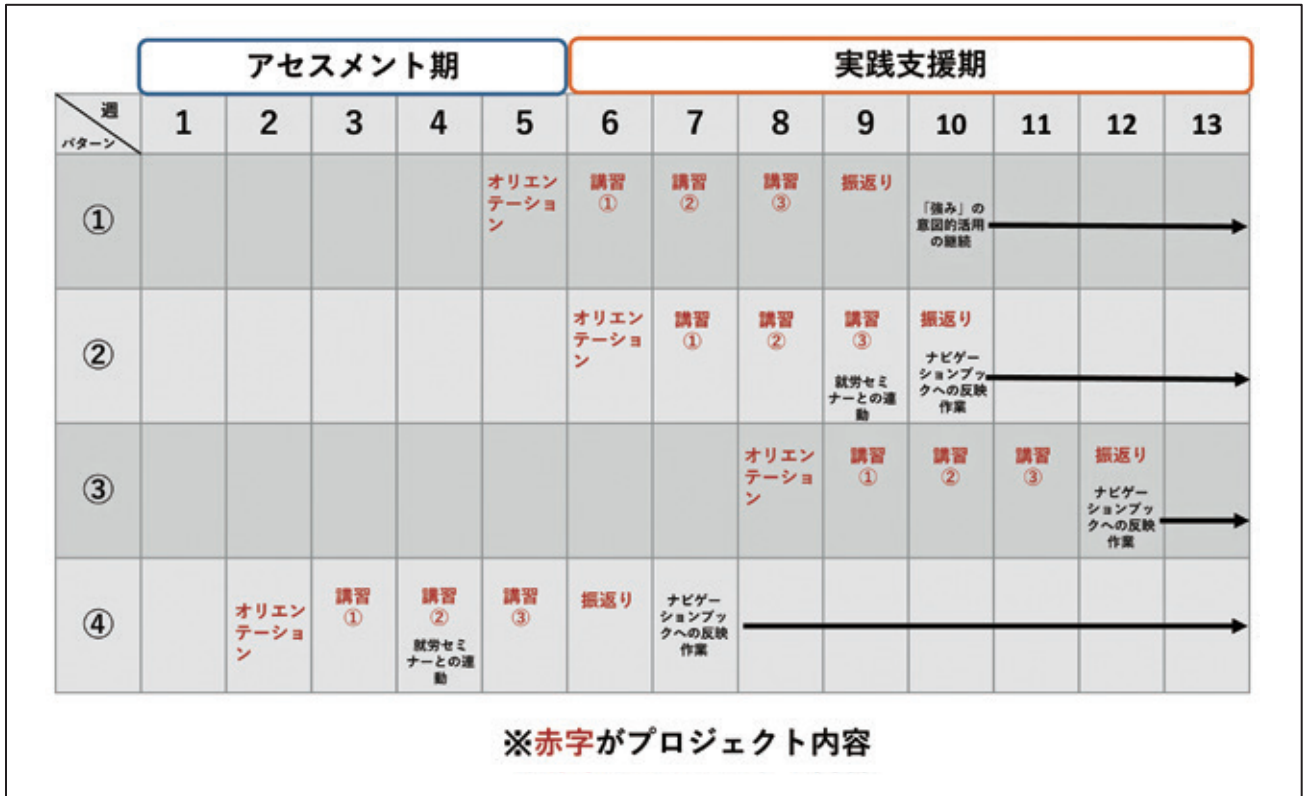 アセスメント期
実践支援期
週
パターン
1 2 3 4 5 6 7 8 9 10 11 12 13
①
オリエン
テーショ
ン
講習
①
講習
②
講習
③
振返り
「強み」の
意図的活用
の継続
②
オリエン
テーショ
ン
講習
①
講習
②
講習
③
就労セミ
ナーとの連
動
振返り
ナビゲー
ションブッ
クへの反映
作業
③
オリエン
テーショ
ン
講習
①
講習
②
講習
③
振返り
ナビゲー
ションブッ
クへの反映
作業
④
オリエン
テーショ
ン
講習
①
講習
②
就労セミ
ナーとの連
動
講習
③
振返り
ナビゲー
ションブッ
クへの反映
作業
※赤字がプロジェクト内容